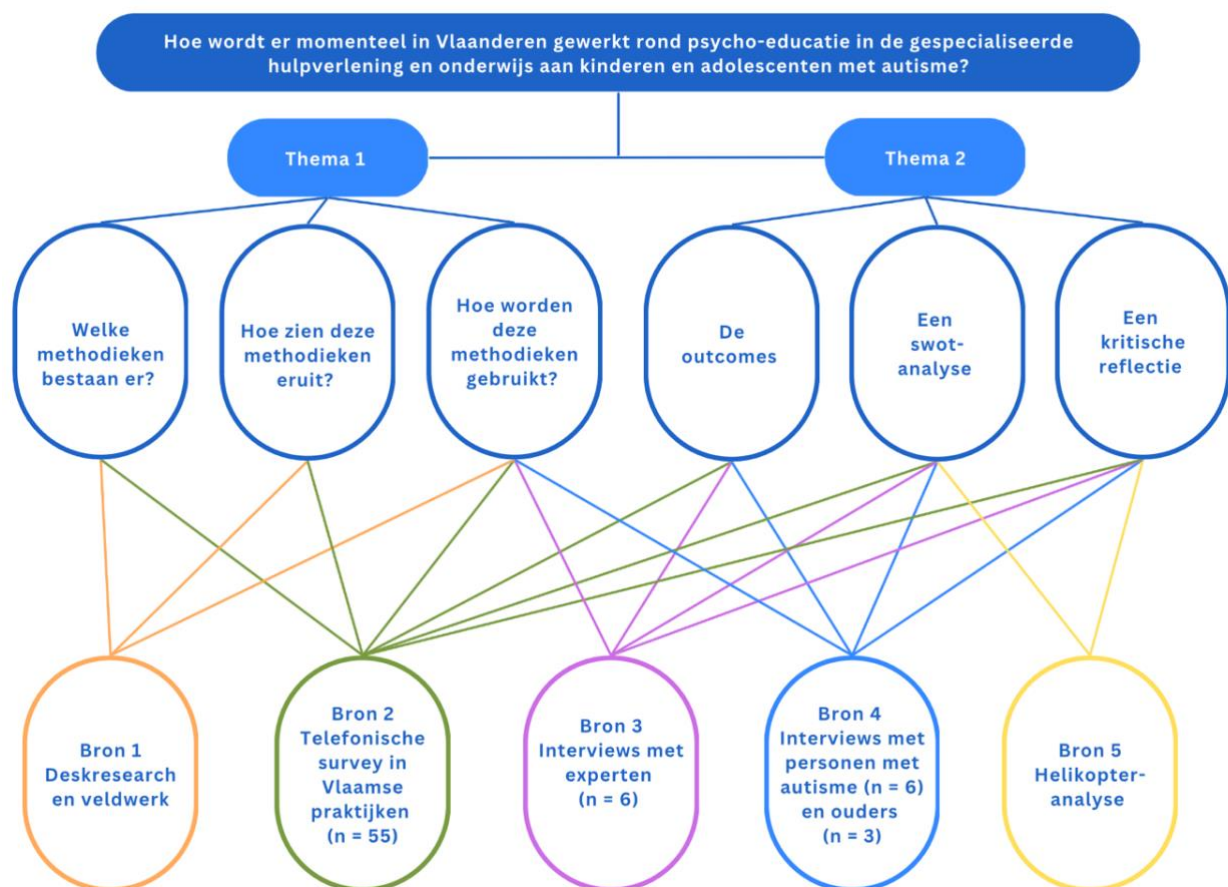 Hoe wordt er momenteel in Vlaanderen gewerkt rond psycho-educatie in de gespecialiseerde
hulpverlening en onderwijs aan kinderen en adolescenten met autisme?
Thema 1
Thema 2
Welke
methodieken
bestaan er?
Hoe zien deze
methodieken
eruit?
Hoe worden
deze
methodieken
gebruikt?
De
outcomes
Een
swot-
analyse
Een
kritische
reflectie
Bron 1
Deskresearch
en veldwerk
Bron 2
Telefonische
survey in
Vlaamse
praktijken
(n = 55)
Bron 3
Interviews met
experten
(n = 6)
Bron 4
Interviews met
personen met
autisme (n = 6)
en ouders
(n = 3)
Bron 5
Helikopter-
analyse